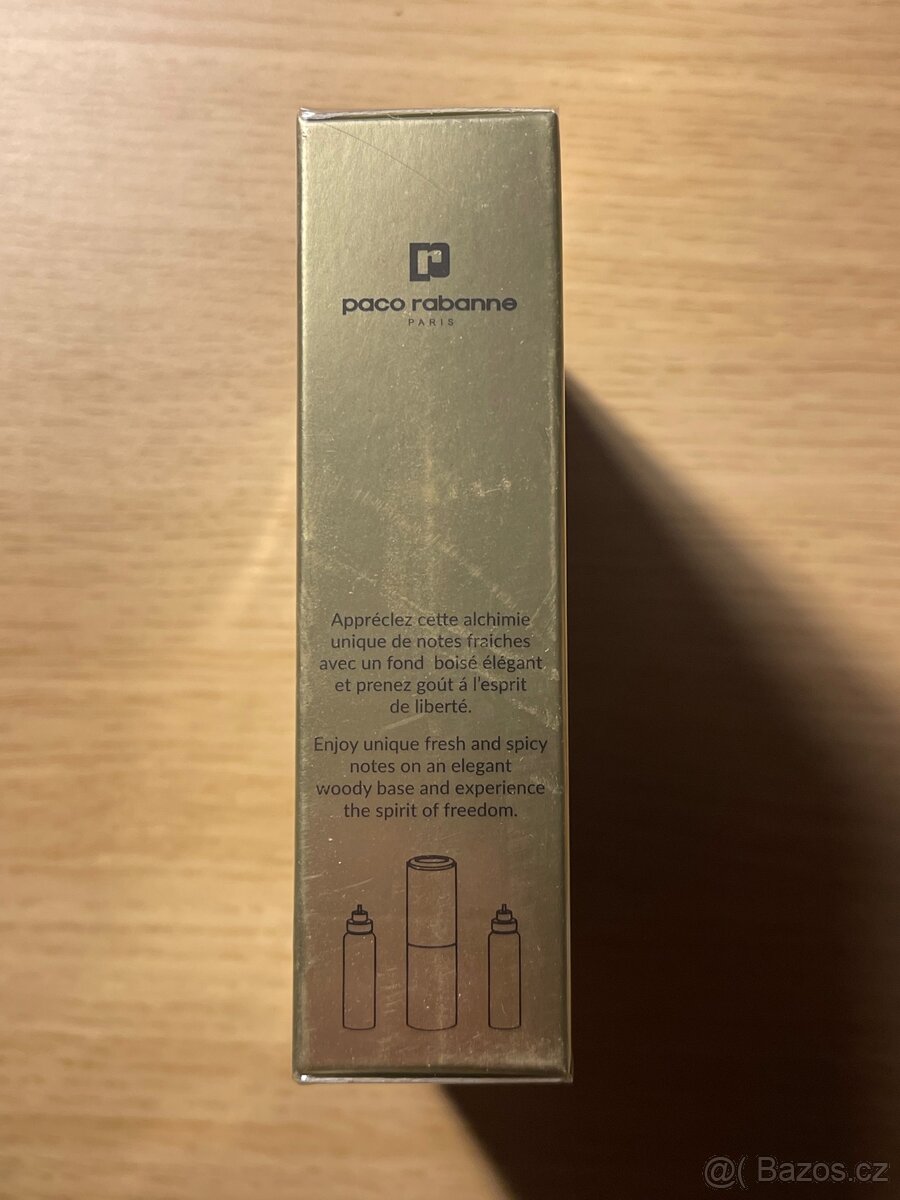 paco rabanne
PARIS
Appréclez cette alchimie
unique de notes fraiches
avec un fond boisé élégant
et prenez goût á l'esprit
de liberté.
Enjoy unique fresh and spicy
notes on an elegant
woody base and experience
the spirit of freedom.
@( Bazos.cz